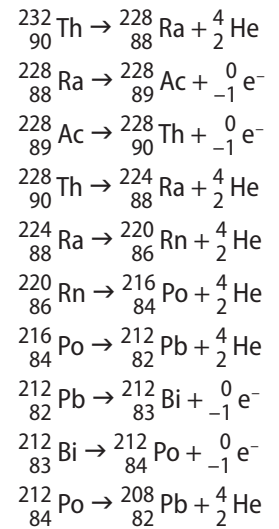 ²³²₉₀Th → ²²⁸₈₈Ra + ⁴₂He
²²⁸₈₈Ra → ²²⁸₈₉Ac + ⁰₋₁e⁻
²²⁸₈₉Ac → ²²⁸₉₀Th + ⁰₋₁e⁻
²²⁸₉₀Th → ²²⁴₈₈Ra + ⁴₂He
²²⁴₈₈Ra → ²²⁰₈₆Rn + ⁴₂He
²²⁰₈₆Rn → ²¹⁶₈₄Po + ⁴₂He
²¹⁶₈₄Po → ²¹²₈₂Pb + ⁴₂He
²¹²₈₂Pb → ²¹²₈₃Bi + ⁰₋₁e⁻
²¹²₈₃Bi → ²¹²₈₄Po + ⁰₋₁e⁻
²¹²₈₄Po → ²⁰⁸₈₂Pb + ⁴₂He